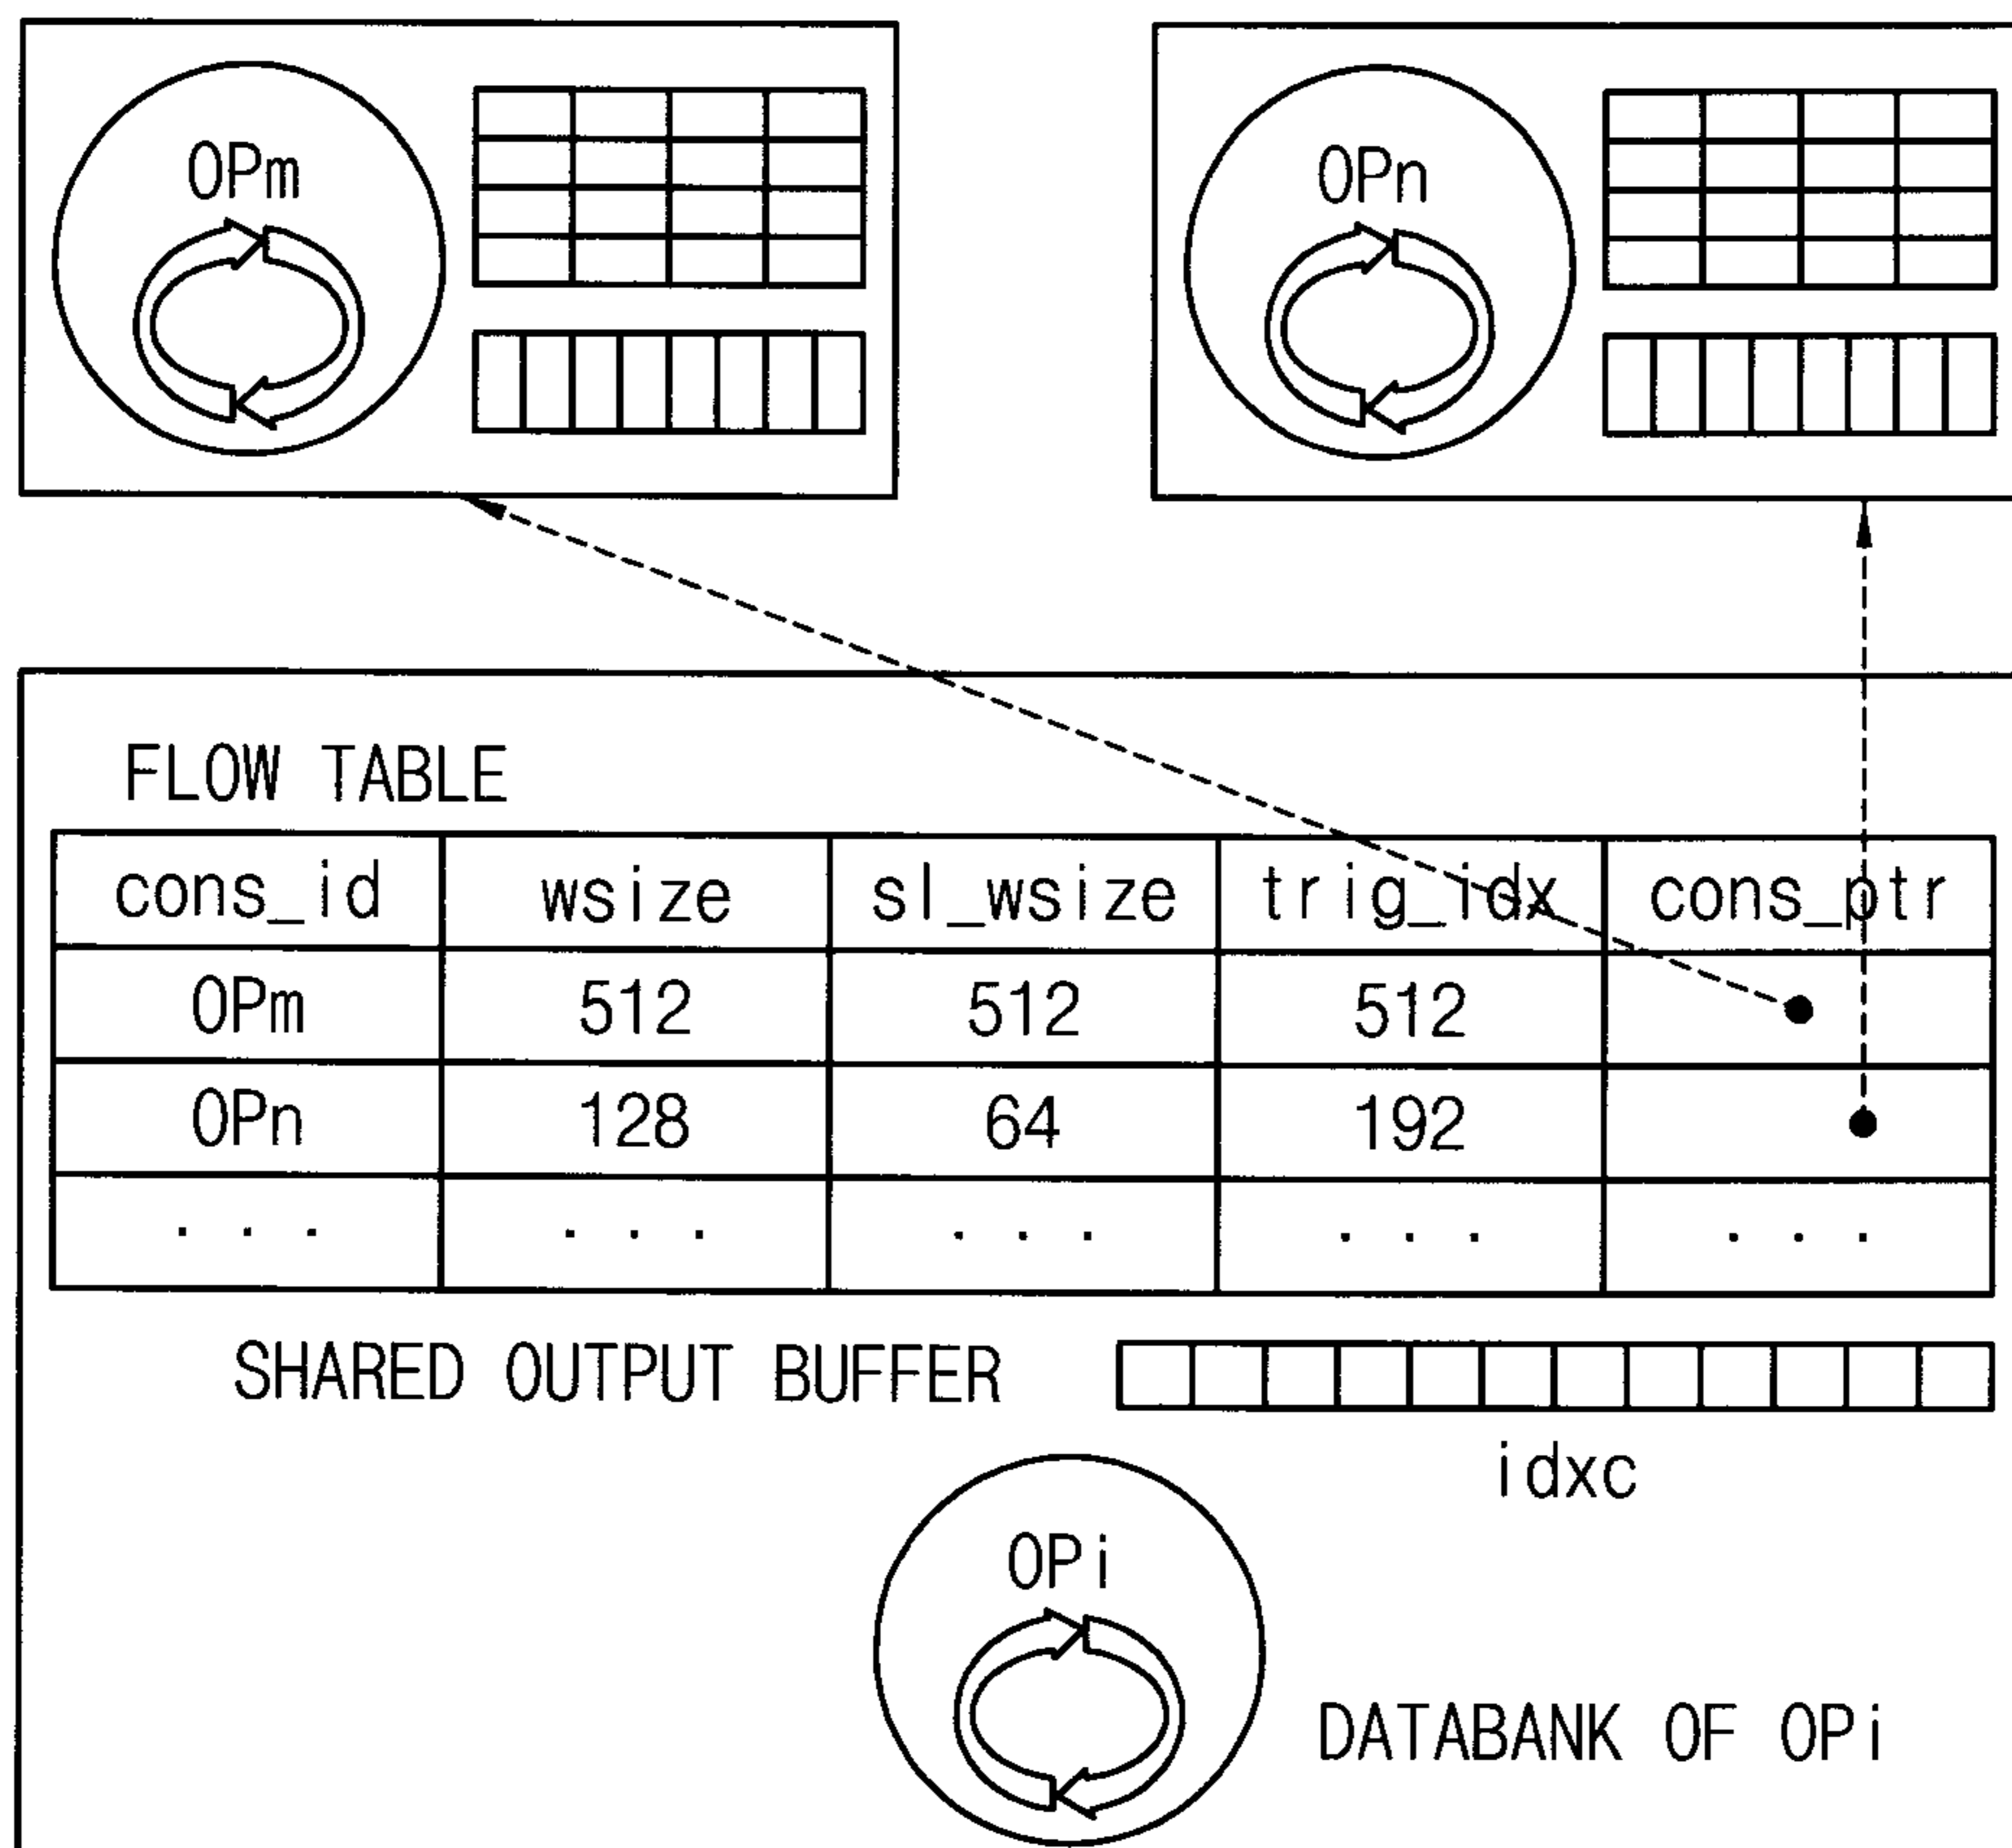 OPm
OPn
FLOW TABLE
cons_id wsize sl_wsize trig_idx cons_ptr
OPm 512 512 512
OPn 128 64 192
. . . . . . . . . . . . . . .
SHARED OUTPUT BUFFER
idxc
OPi
DATABANK OF OPi